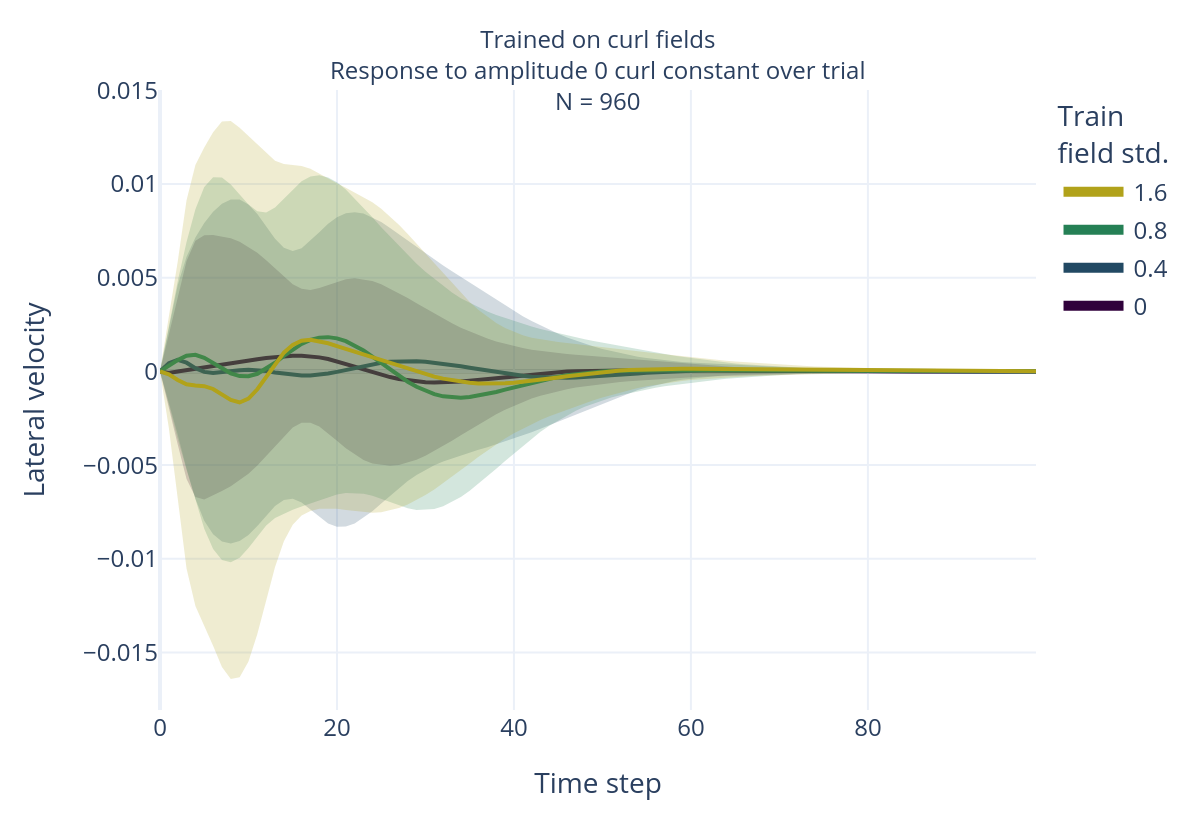 Trained on curl fields
Response to amplitude 0 curl constant over trial
N = 960
Train
field std.
1.6
0.8
0.4
0
Lateral velocity
0.015
0.01
0.005
0
−0.005
−0.01
−0.015
0
20
40
60
80
Time step